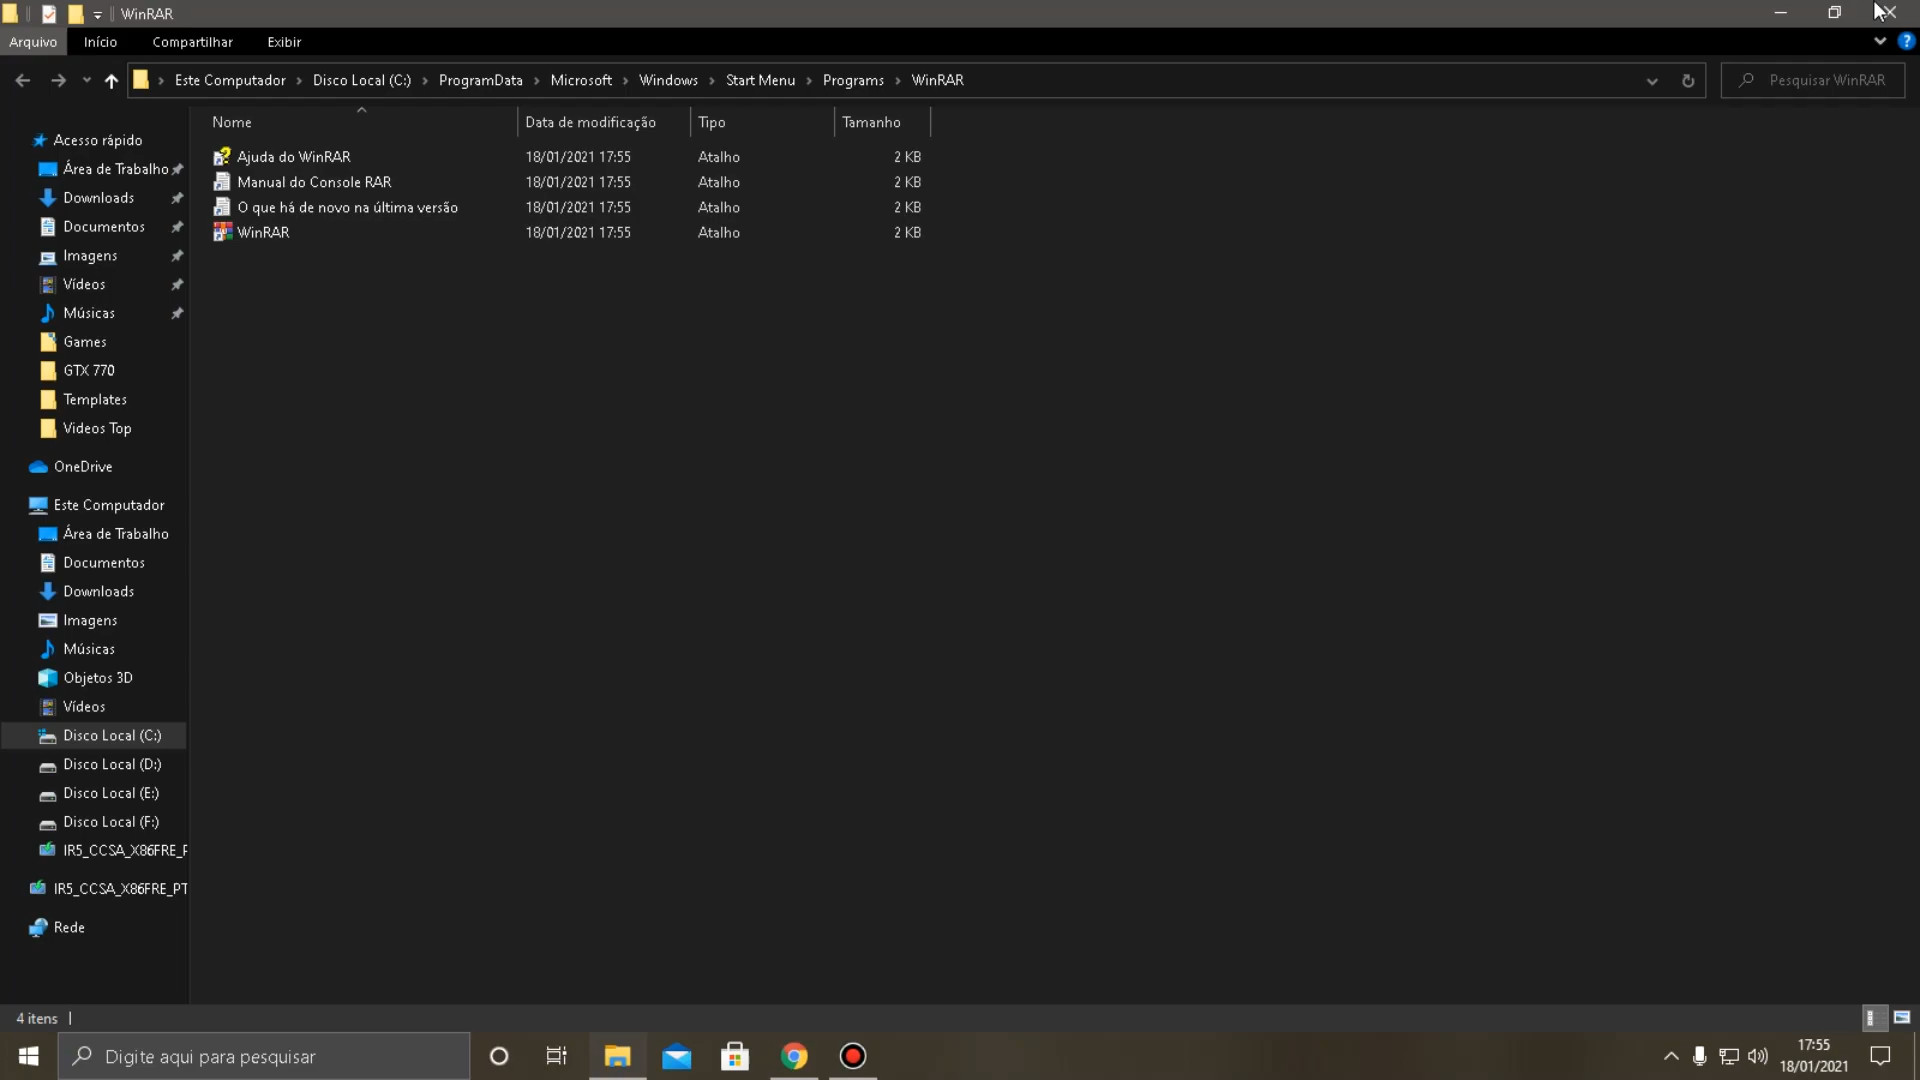 WinRAR
Arquivo Início Compartilhar Exibir
Este Computador Disco Local (C:) ProgramData Microsoft Windows Start Menu Programs WinRAR
Pesquisar WinRAR
Nome Data de modificação Tipo Tamanho
Ajuda do WinRAR 18/01/2021 17:55 Atalho 2 KB
Manual do Console RAR 18/01/2021 17:55 Atalho 2 KB
O que há de novo na última versão 18/01/2021 17:55 Atalho 2 KB
WinRAR 18/01/2021 17:55 Atalho 2 KB
Acesso rápido
Área de Trabalho
Downloads
Documentos
Imagens
Vídeos
Músicas
Games
GTX 770
Templates
Videos Top
OneDrive
Este Computador
Área de Trabalho
Documentos
Downloads
Imagens
Músicas
Objetos 3D
Vídeos
Disco Local (C:)
Disco Local (D:)
Disco Local (E:)
Disco Local (F:)
IR5_CCSA_X86FRE_P
IR5_CCSA_X86FRE_PT
Rede
4 itens
Digite aqui para pesquisar
17:55
18/01/2021